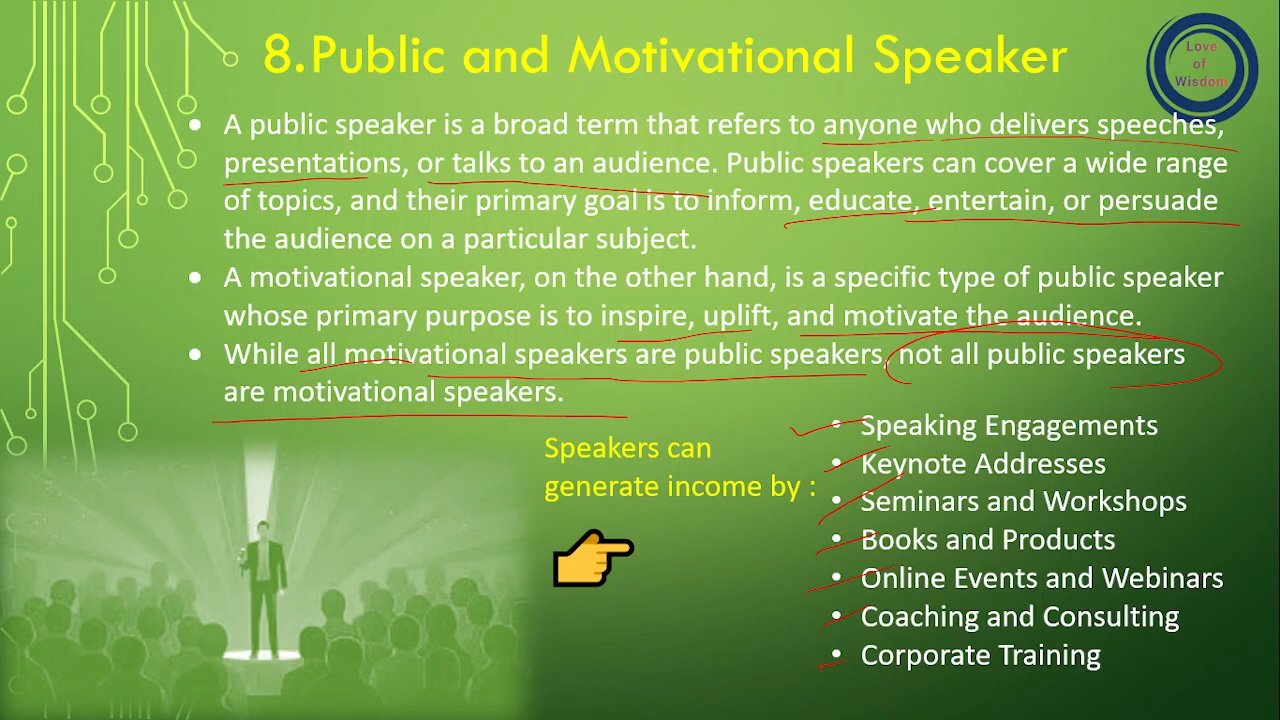 8.Public and Motivational Speaker
Love
of
Wisdom
• A public speaker is a broad term that refers to anyone who delivers speeches,
presentations, or talks to an audience. Public speakers can cover a wide range
of topics, and their primary goal is to inform, educate, entertain, or persuade
the audience on a particular subject.
• A motivational speaker, on the other hand, is a specific type of public speaker
whose primary purpose is to inspire, uplift, and motivate the audience.
• While all motivational speakers are public speakers, not all public speakers
are motivational speakers.
Speakers can
generate income by :
• Speaking Engagements
• Keynote Addresses
• Seminars and Workshops
• Books and Products
• Online Events and Webinars
• Coaching and Consulting
• Corporate Training